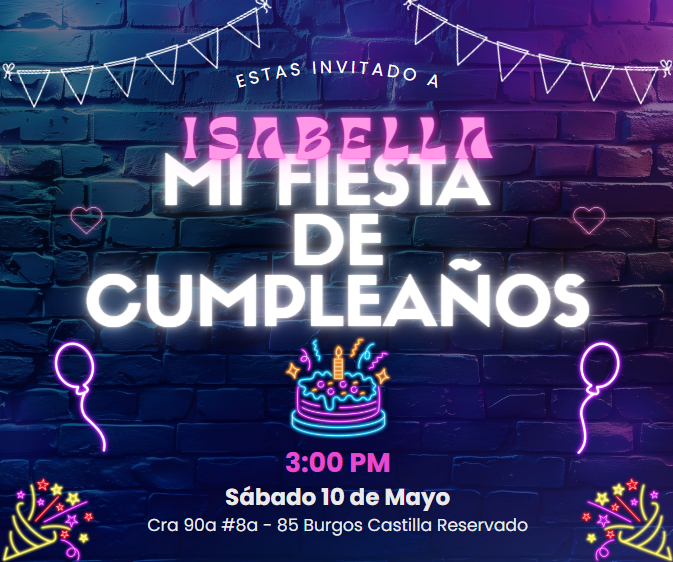 ESTAS INVITADO A
ISABELLA
MI FIESTA
DE
CUMPLEAÑOS
3:00 PM
Sábado 10 de Mayo
Cra 90a #8a - 85 Burgos Castilla Reservado